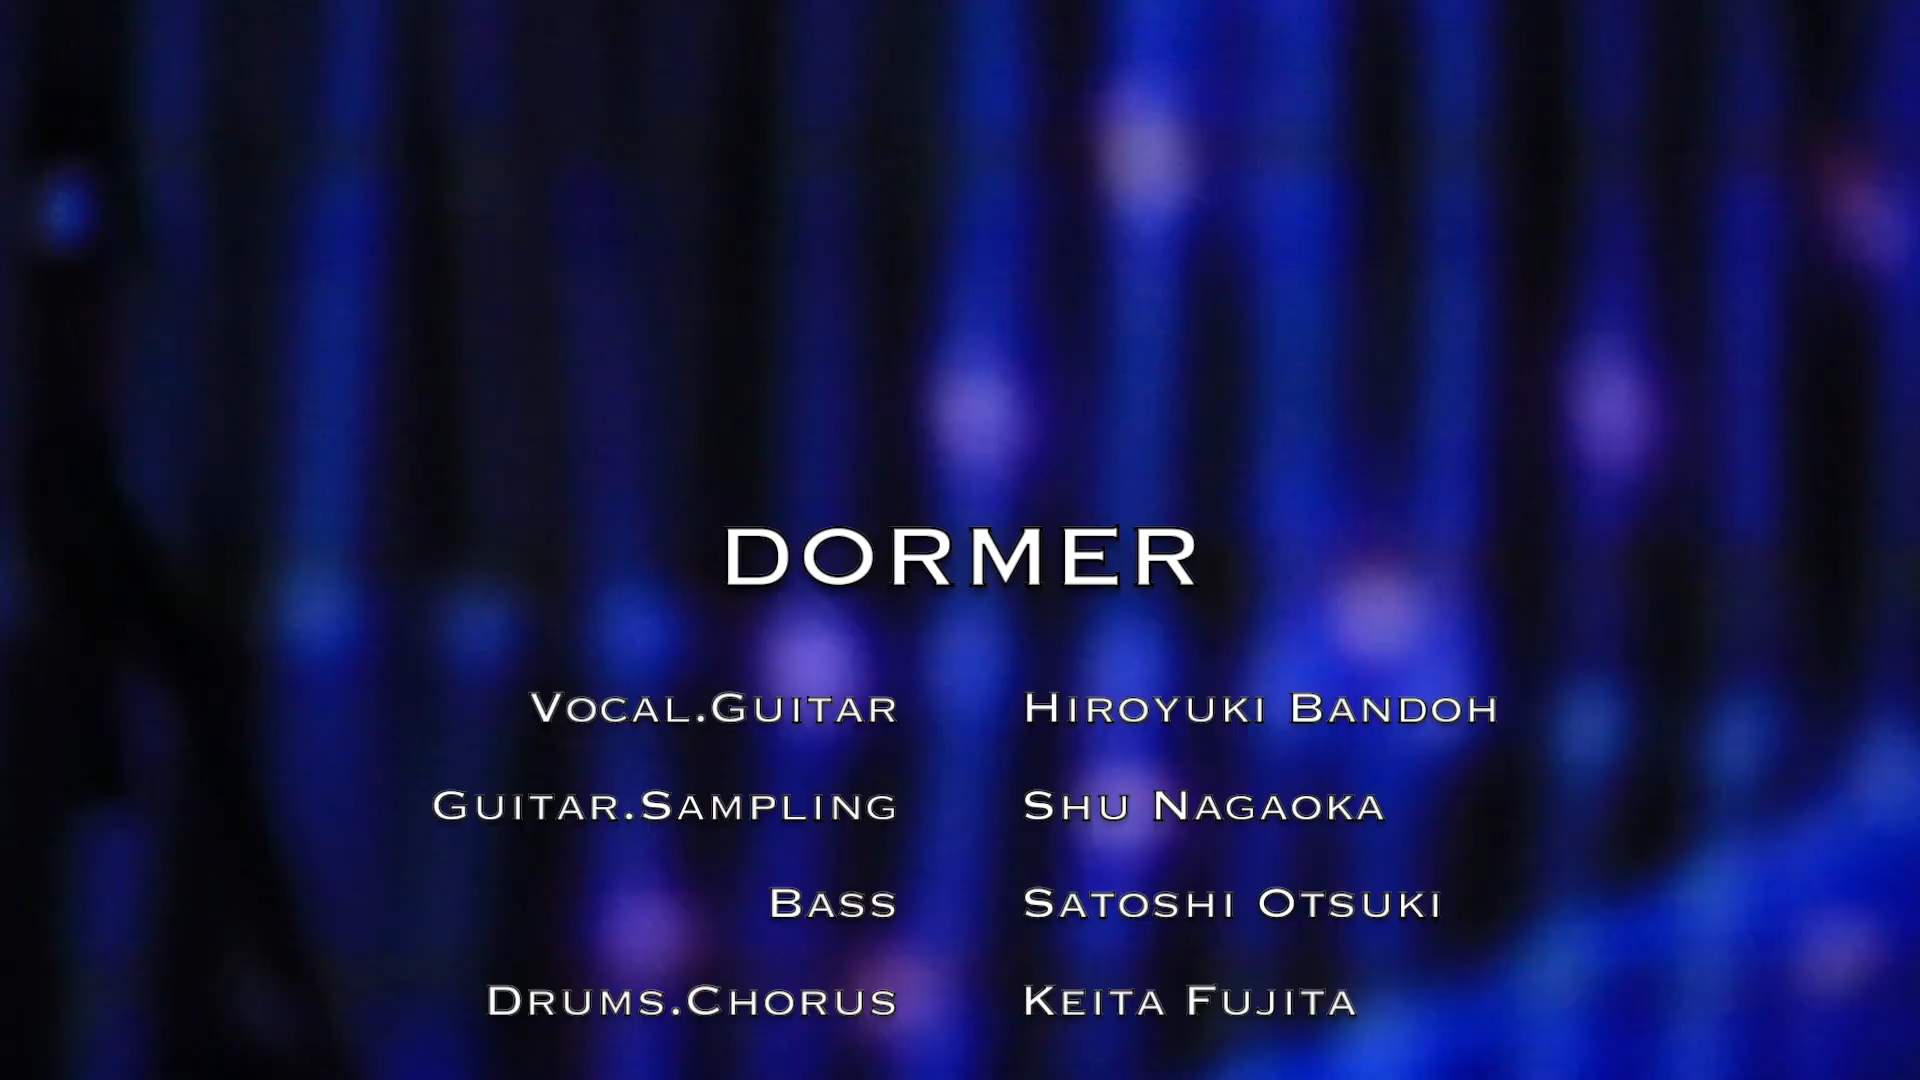 DORMER
VOCAL.GUITAR HIROYUKI BANDOH
GUITAR.SAMPLING SHU NAGAOKA
BASS SATOSHI OTSUKI
DRUMS.CHORUS KEITA FUJITA